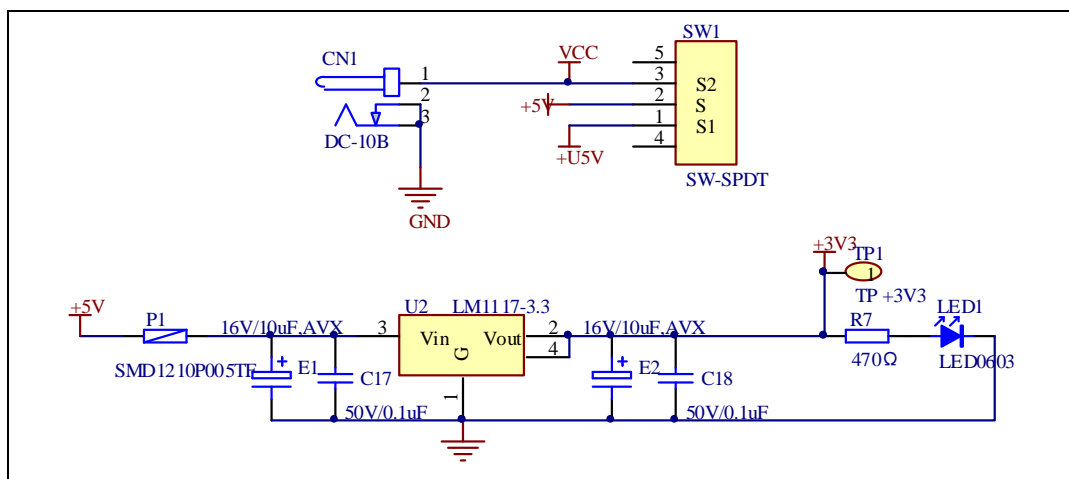 SW1
VCC
CN1
5
1
3
S2
2
+5V
2
S
3
1
S1
DC-10B
4
+U5V
SW-SPDT
GND
+3V3
TP1
1
+5V
U2
LM1117-3.3
TP +3V3
LED1
P1
16V/10uF,AVX
3
2
16V/10uF,AVX
R7
Vin
Vout
G
4
SMD1210P005TF
E1
C17
E2
C18
470Ω
LED0603
1
50V/0.1uF
50V/0.1uF